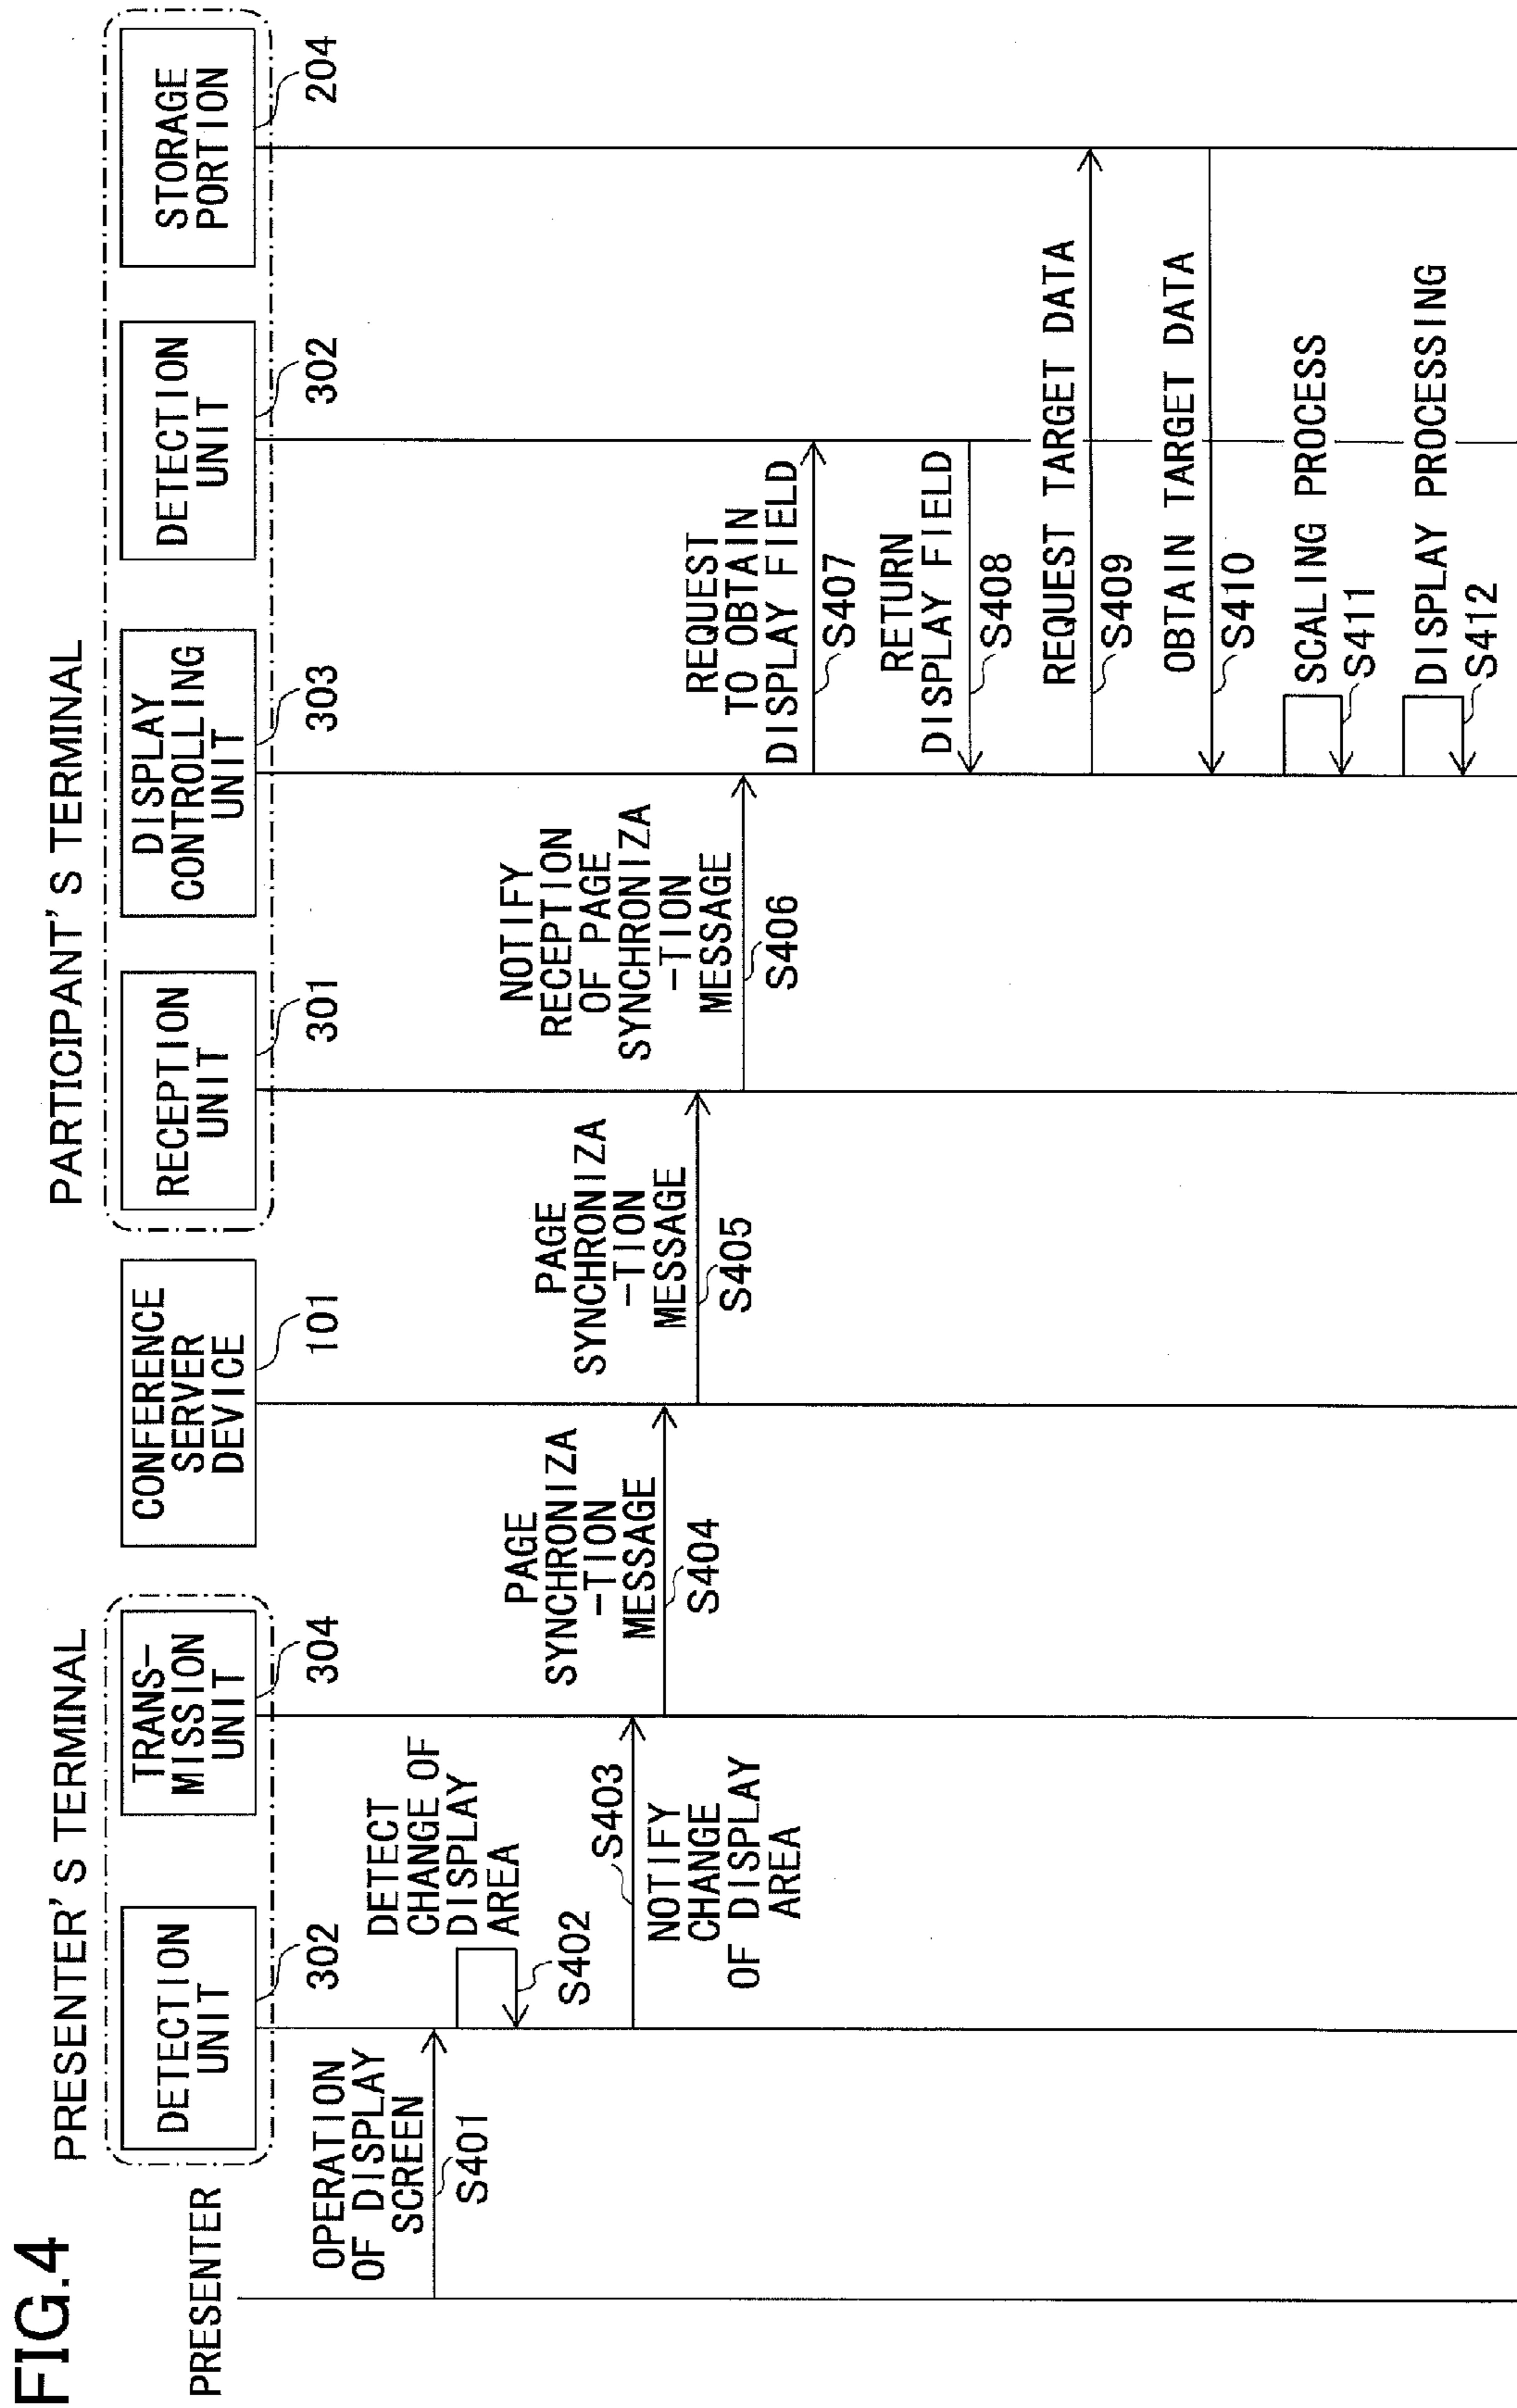 FIG.4
PRESENTER
PRESENTER'S TERMINAL
DETECTION
UNIT
302
TRANS-
MISSION
UNIT
304
CONFERENCE
SERVER
DEVICE
101
PARTICIPANT'S TERMINAL
RECEPTION
UNIT
301
DISPLAY
CONTROLLING
UNIT
303
DETECTION
UNIT
302
STORAGE
PORTION
204
OPERATION
OF DISPLAY
SCREEN
S401
DETECT
CHANGE OF
DISPLAY
AREA
S402
S403
NOTIFY
CHANGE
OF DISPLAY
AREA
PAGE
SYNCHRONIZA
-TION
MESSAGE
S404
PAGE
SYNCHRONIZA
-TION
MESSAGE
S405
NOTIFY
RECEPTION
OF PAGE
SYNCHRONIZA
-TION
MESSAGE
S406
REQUEST
TO OBTAIN
DISPLAY FIELD
S407
RETURN
DISPLAY FIELD
S408
REQUEST TARGET DATA
S409
OBTAIN TARGET DATA
S410
SCALING PROCESS
S411
DISPLAY PROCESSING
S412